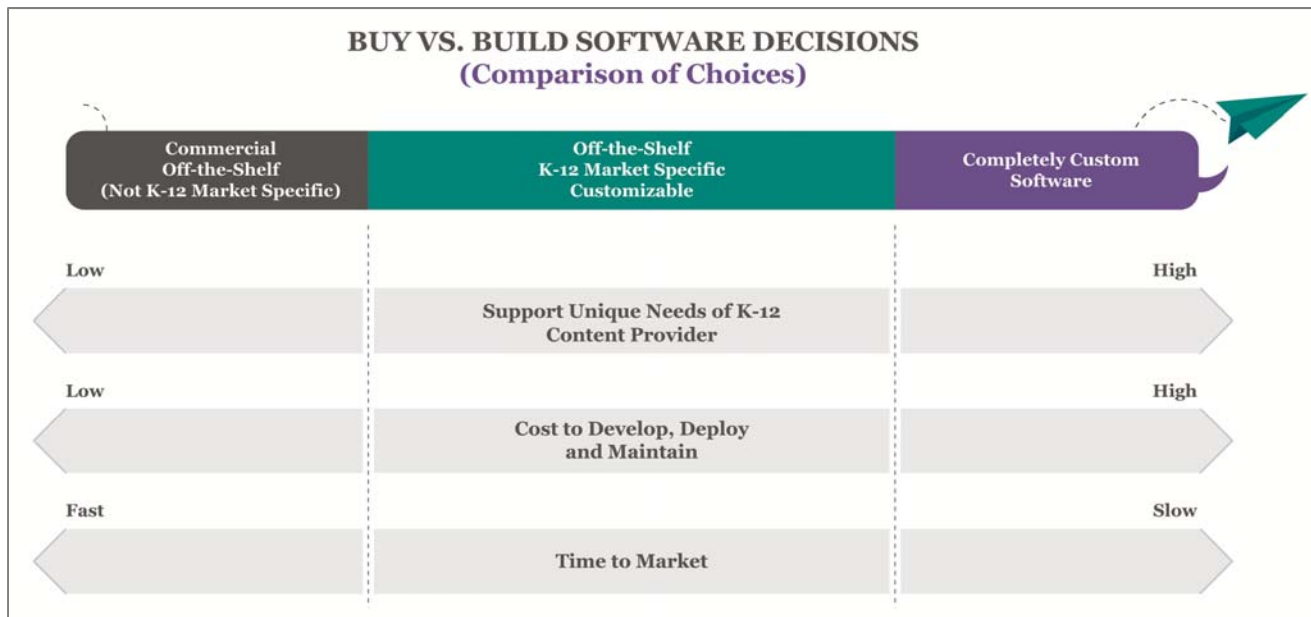 BUY VS. BUILD SOFTWARE DECISIONS
(Comparison of Choices)
Commercial
Off-the-Shelf
(Not K-12 Market Specific)
Off-the-Shelf
K-12 Market Specific
Customizable
Completely Custom
Software
Low
High
Support Unique Needs of K-12
Content Provider
Low
High
Cost to Develop, Deploy
and Maintain
Fast
Slow
Time to Market